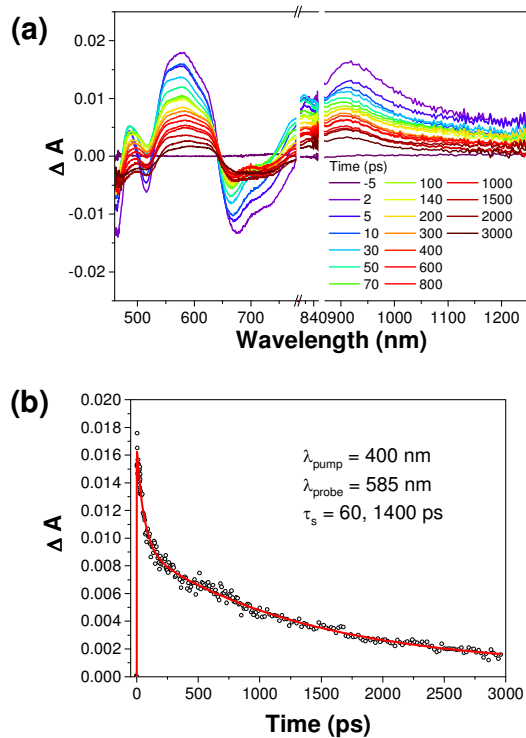 (a)
0.025
0.012
0.00
-0.012
-0.024
Δ A
500 600 700 840 900 1000 1100 1200
Wavelength (nm)
Time (ps)
-5 100 1000
2 140 1500
5 200 2000
10 300 3000
30 400
50 600
70 800
(b)
0.020
0.018
0.016
0.014
0.012
0.010
0.008
0.006
0.004
0.002
0.000
Δ A
0 500 1000 1500 2000 2500 3000
Time (ps)
λpump = 400 nm
λprobe = 585 nm
τs = 60, 1400 ps